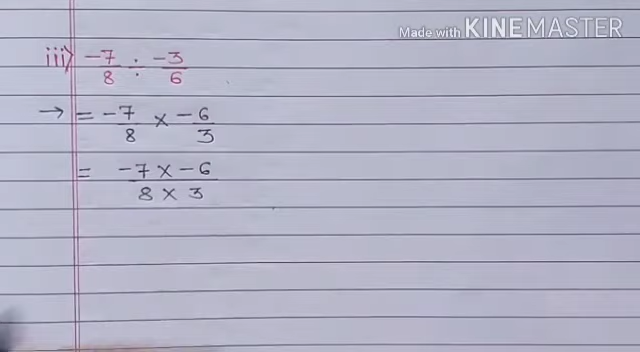 Made with KINEMASTER
iii) -7/8 ÷ -3/6
→ = -7/8 × -6/3
= -7 × -6 / 8 × 3